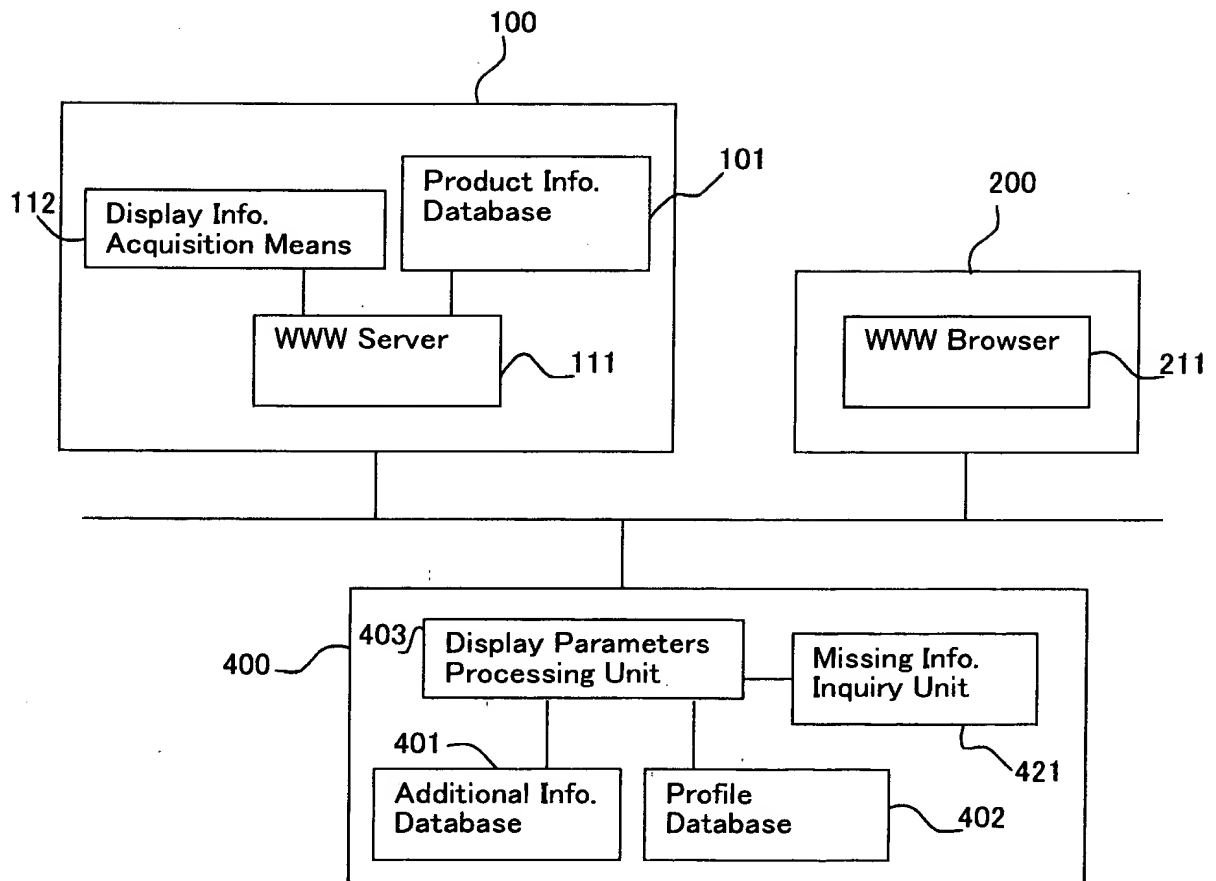 100
112
Display Info.
Acquisition Means
Product Info.
Database
101
WWW Server
111
200
WWW Browser
211
400
403
Display Parameters
Processing Unit
Missing Info.
Inquiry Unit
421
401
Additional Info.
Database
Profile
Database
402